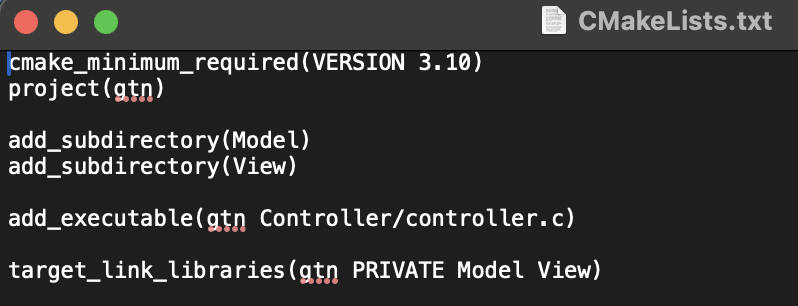 CMakeLists.txt
cmake_minimum_required(VERSION 3.10)
project(gtn)
add_subdirectory(Model)
add_subdirectory(View)
add_executable(gtn Controller/controller.c)
target_link_libraries(gtn PRIVATE Model View)